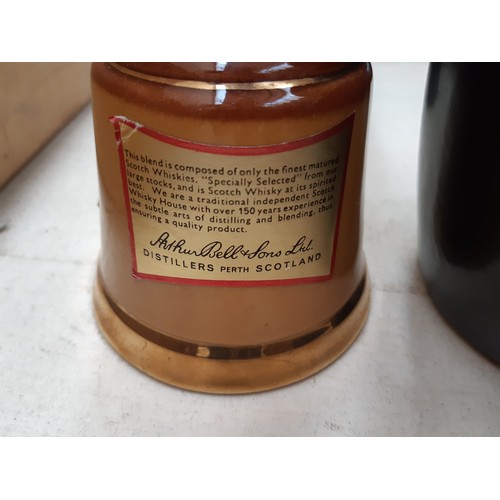 This blend is composed of only the finest matured
Scotch Whiskies. "Specially Selected" from our
large stocks, and is Scotch Whisky at its spirited
best. We are a traditional independent Scotch
Whisky House with over 150 years experience in
the subtle arts of distilling and blending, thus
ensuring a quality product.
Arthur Bell & Sons Ltd.
DISTILLERS PERTH SCOTLAND